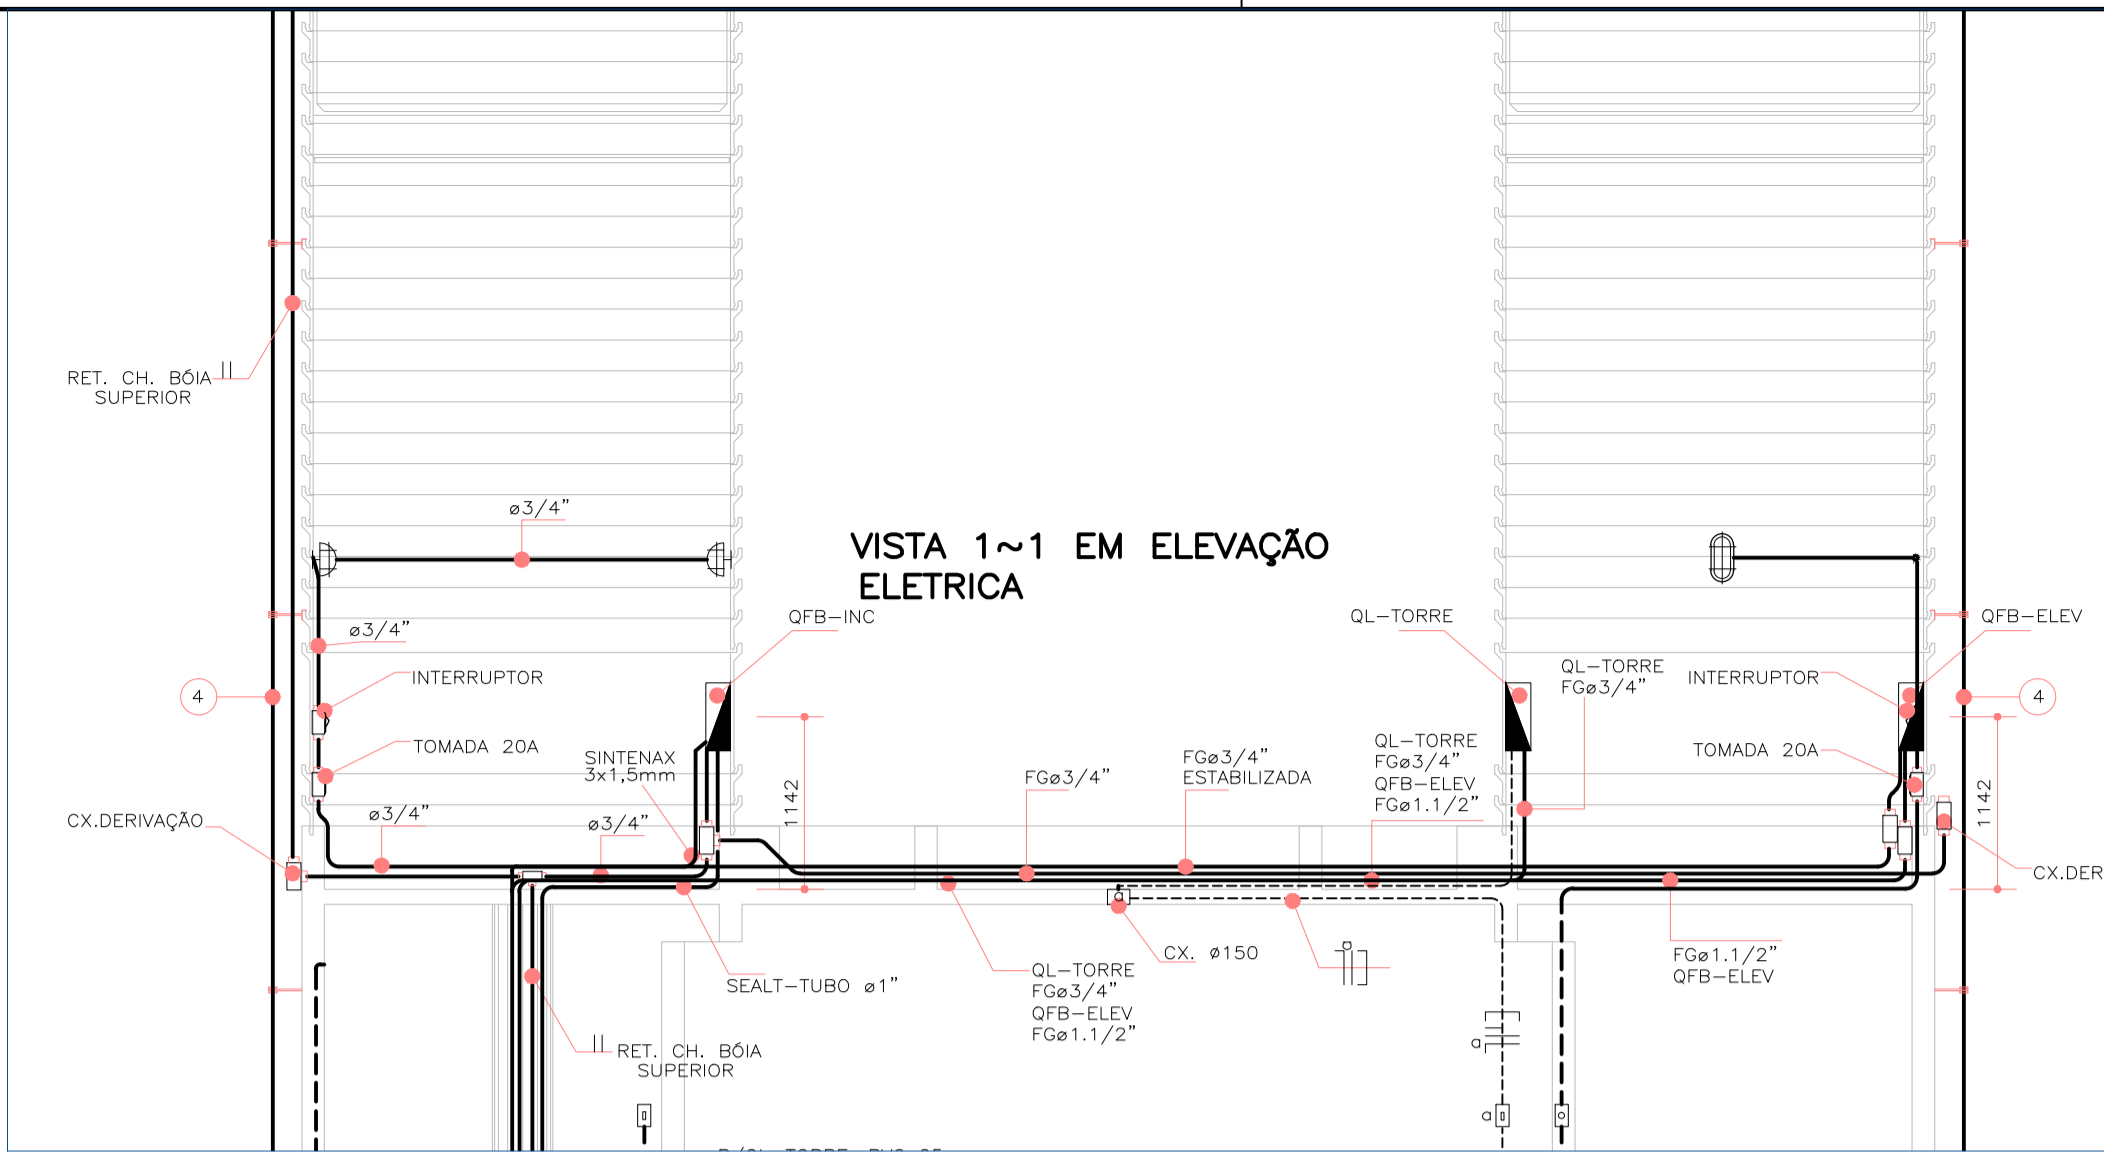 RET. CH. BÓIA
SUPERIOR
ø3/4"
VISTA 1~1 EM ELEVAÇÃO
ELETRICA
QFB-INC
QL-TORRE
QFB-ELEV
ø3/4"
INTERRUPTOR
QL-TORRE
FGø3/4"
INTERRUPTOR
4
4
TOMADA 20A
SINTENAX
3x1,5mm
1142
FGø3/4"
FGø3/4"
ESTABILIZADA
QL-TORRE
FGø3/4"
QFB-ELEV
FGø1.1/2"
TOMADA 20A
1142
CX.DERIVAÇÃO
ø3/4"
ø3/4"
CX.DER
a
CX. ø150
a
SEALT-TUBO ø1"
QL-TORRE
FGø3/4"
QFB-ELEV
FGø1.1/2"
FGø1.1/2"
QFB-ELEV
RET. CH. BÓIA
SUPERIOR
a
a